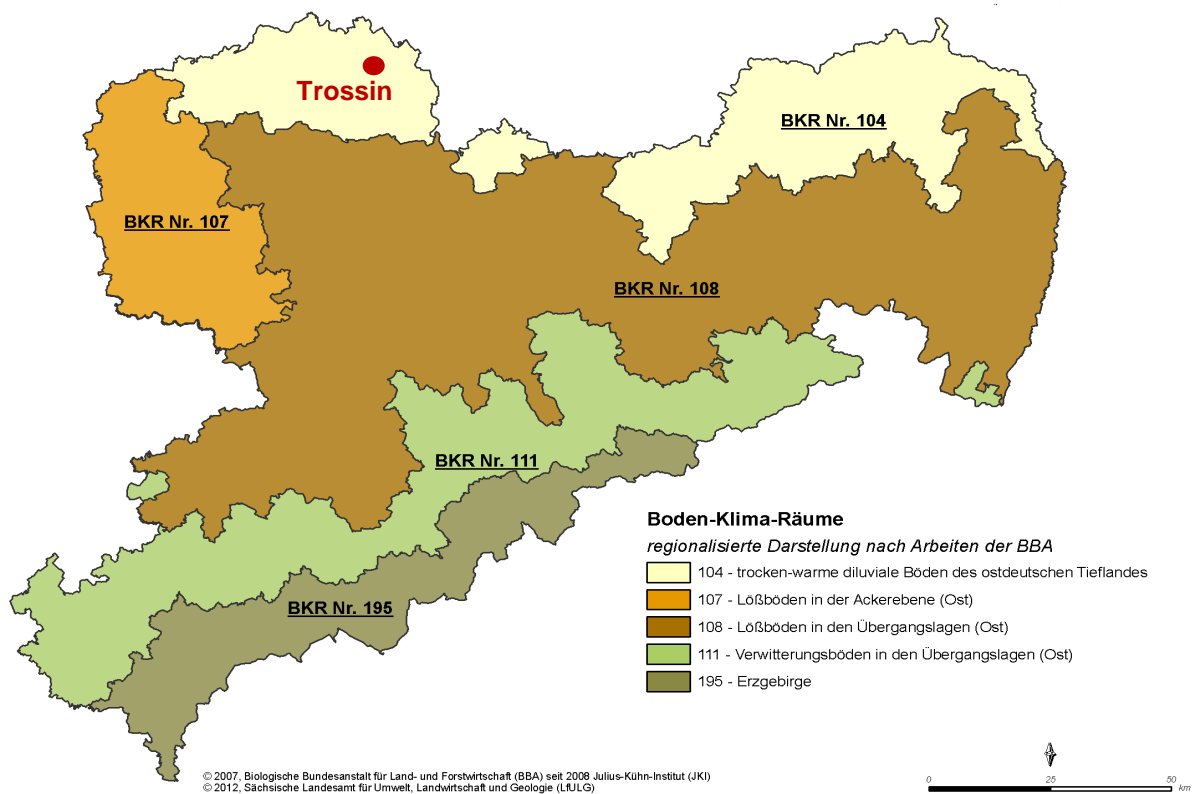 Trossin
BKR Nr. 104
BKR Nr. 107
BKR Nr. 108
BKR Nr. 111
BKR Nr. 195
Boden-Klima-Räume
regionalisierte Darstellung nach Arbeiten der BBA
104 - trocken-warme diluviale Böden des ostdeutschen Tieflandes
107 - Lößböden in der Ackerebene (Ost)
108 - Lößböden in den Übergangslagen (Ost)
111 - Verwitterungsböden in den Übergangslagen (Ost)
195 - Erzgebirge
© 2007, Biologische Bundesanstalt für Land- und Forstwirtschaft (BBA) seit 2008 Julius-Kühn-Institut (JKI)
© 2012, Sächsische Landesamt für Umwelt, Landwirtschaft und Geologie (LfULG)
0 25 50
km